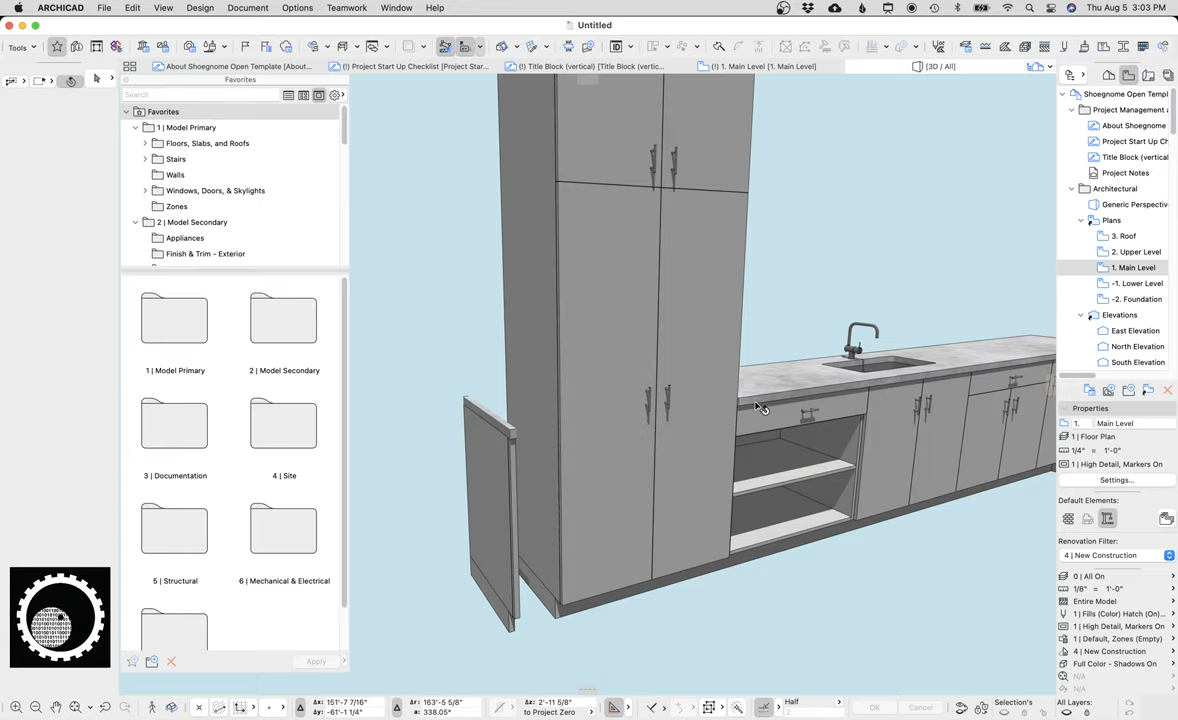 ARCHICAD File Edit View Design Document Options Teamwork Window Help Thu Aug 5 3:03 PM
Untitled
Tools
About Shoegnome Open Template [About... (!) Project Start Up Checklist [Project Star... (!) Title Block (vertical) [Title Block (vertic... (!) 1. Main Level [1. Main Level] [3D / All]
Favorites
Search
Favorites
1 | Model Primary
Floors, Slabs, and Roofs
Stairs
Walls
Windows, Doors, & Skylights
Zones
2 | Model Secondary
Appliances
Finish & Trim - Exterior
1 | Model Primary
2 | Model Secondary
3 | Documentation
4 | Site
5 | Structural
6 | Mechanical & Electrical
Apply
Shoegnome Open Templ
Project Management a
About Shoegnome
Project Start Up Ch
Title Block (vertical
Project Notes
Architectural
Generic Perspectiv
Plans
3. Roof
2. Upper Level
1. Main Level
-1. Lower Level
-2. Foundation
Elevations
East Elevation
North Elevation
South Elevation
Properties
1. Main Level
1 | Floor Plan
1/4" = 1'-0"
1 | High Detail, Markers On
Settings...
Default Elements:
Renovation Filter:
4 | New Construction
0 | All On
1/8" = 1'-0"
Entire Model
1 | Fills (Color) Hatch (On)...
1 | High Detail, Markers On
1 | Default, Zones (Empty)
4 | New Construction
Full Color - Shadows On
N/A
N/A
Δx: 151'-7 7/16"
Δy: -61'-1 1/4"
Δr: 163'-5 5/8"
α: 338.05°
Δz: 2'-11 5/8"
to Project Zero
Half
2
OK
Cancel
Selection's
All Layers: